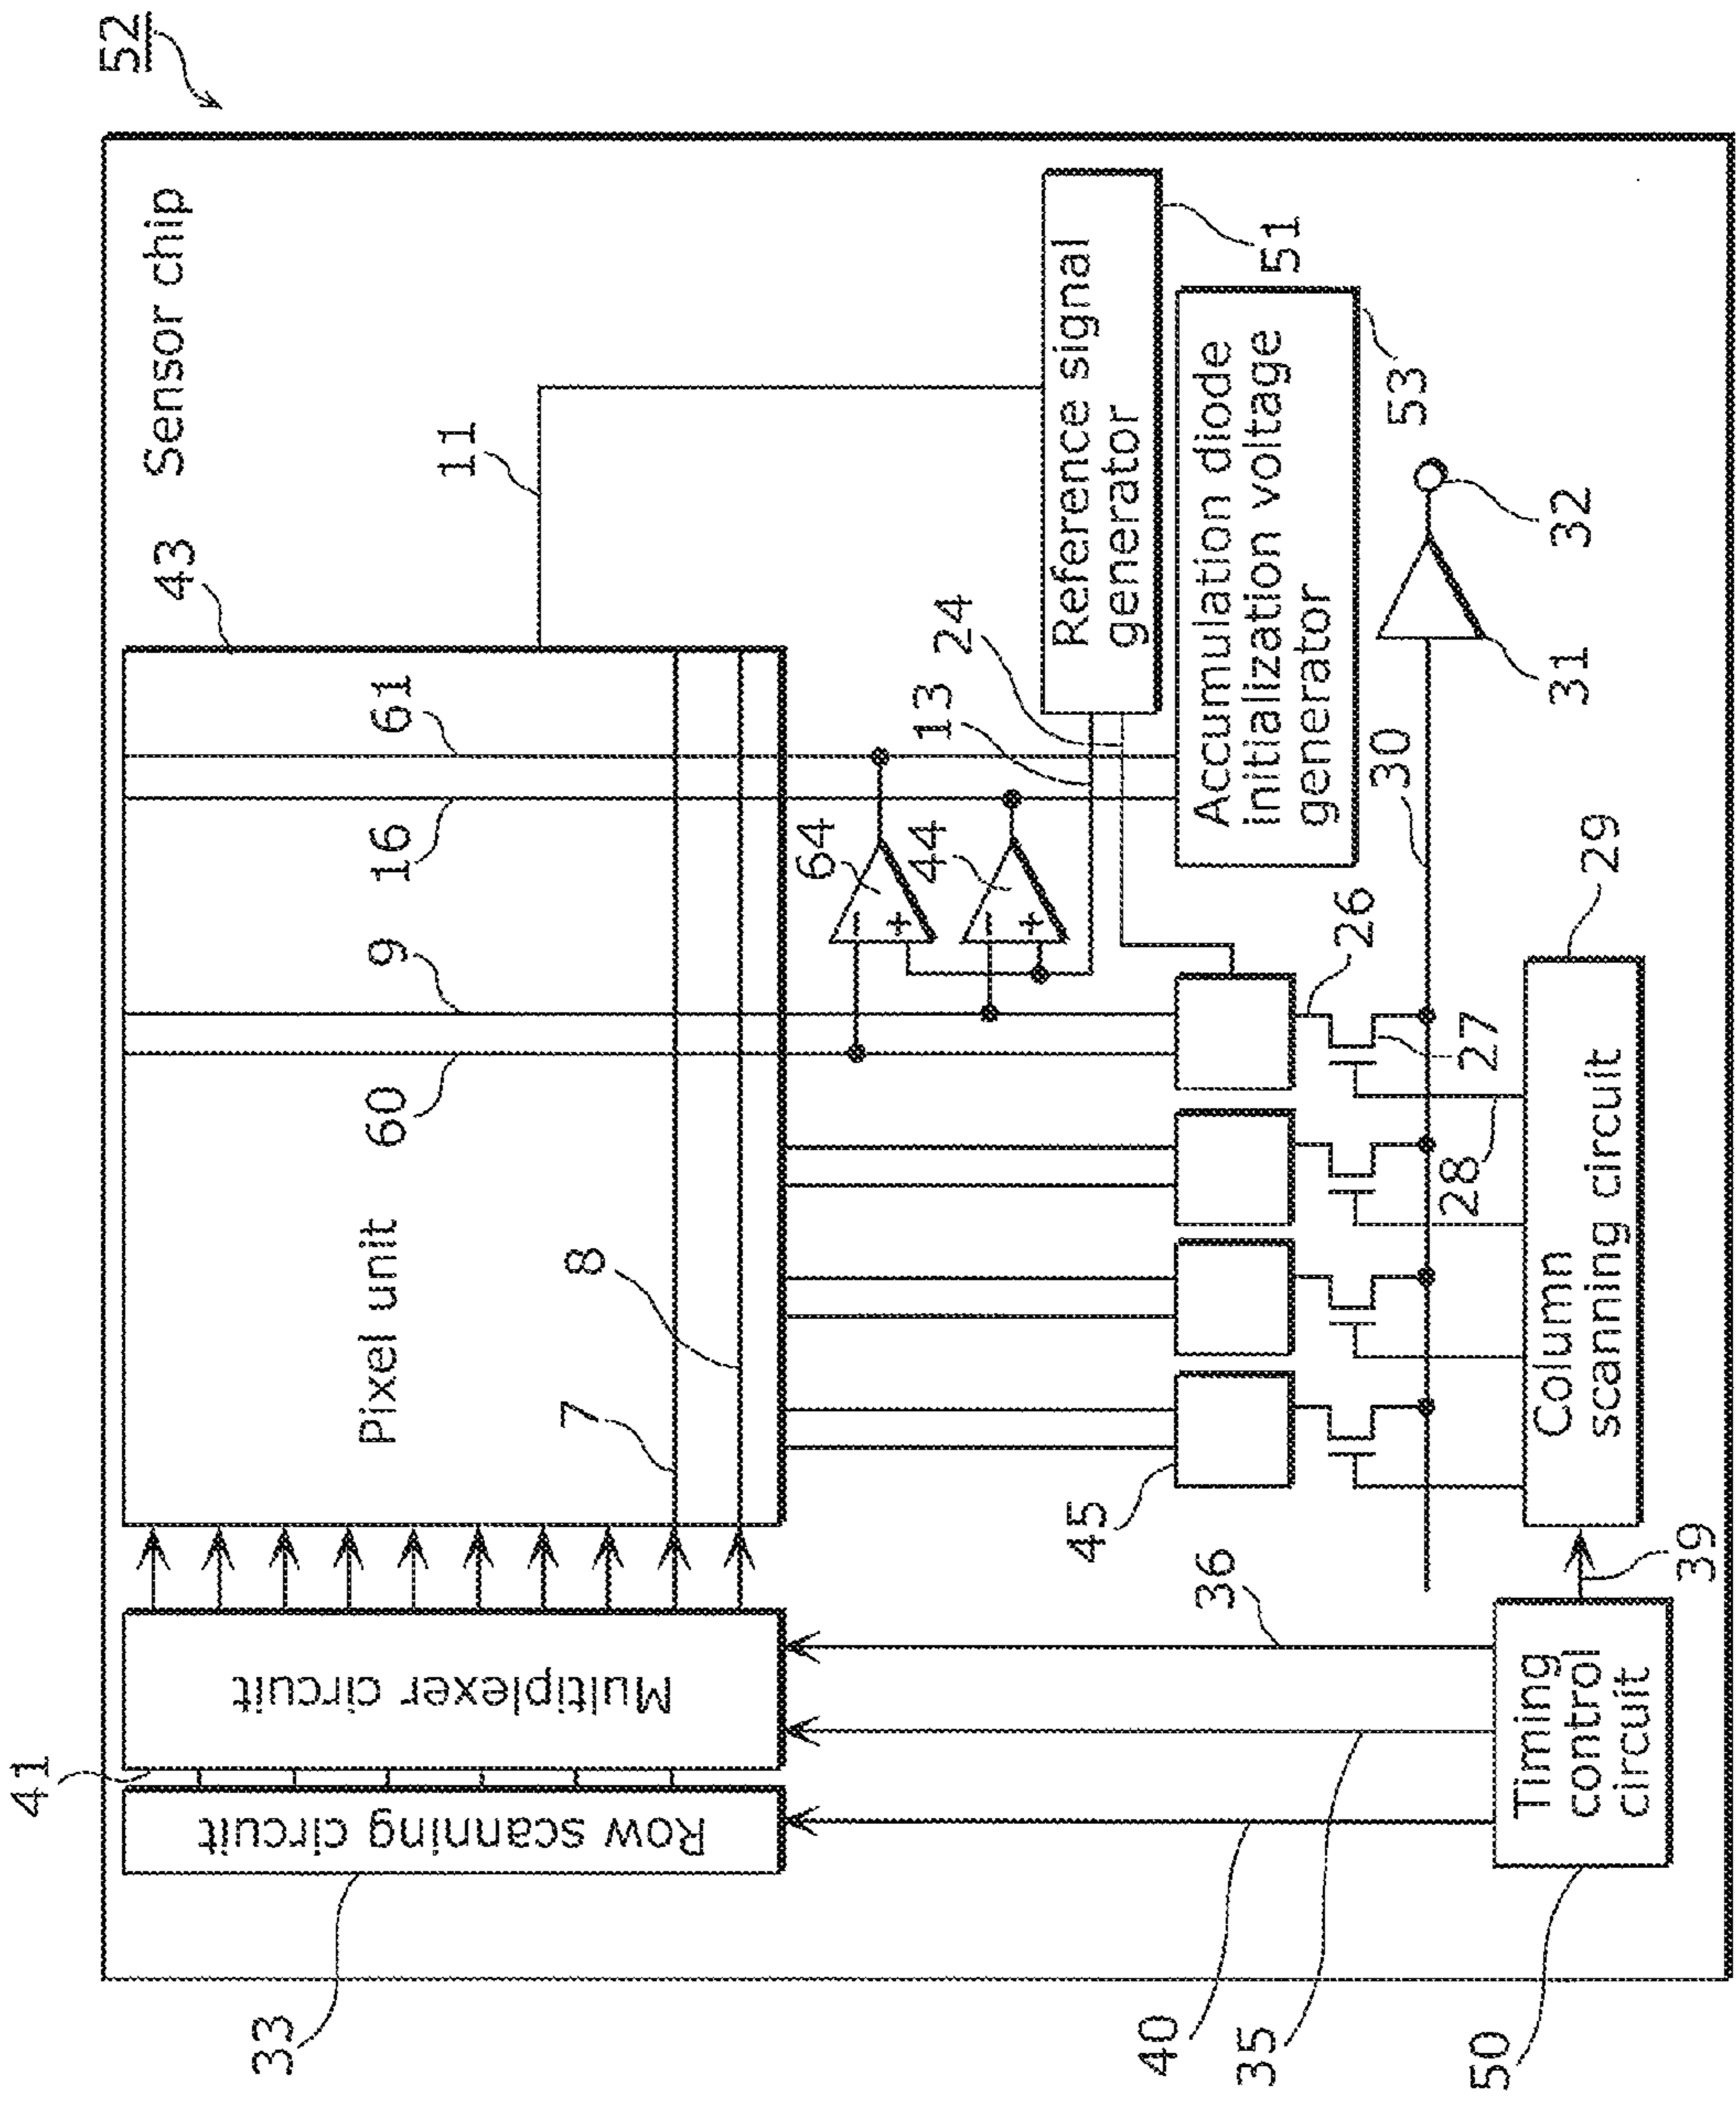 52
Sensor chip
43
11
61
16
9
60
Pixel unit
8
7
41
Multiplexer circuit
Row scanning circuit
33
64
44
-
+
-
+
13
24
Reference signal
generator
51
Accumulation diode
initialization voltage
generator
53
45
26
27
28
30
31
32
29
Column
scanning circuit
39
36
35
40
Timing
control
circuit
50